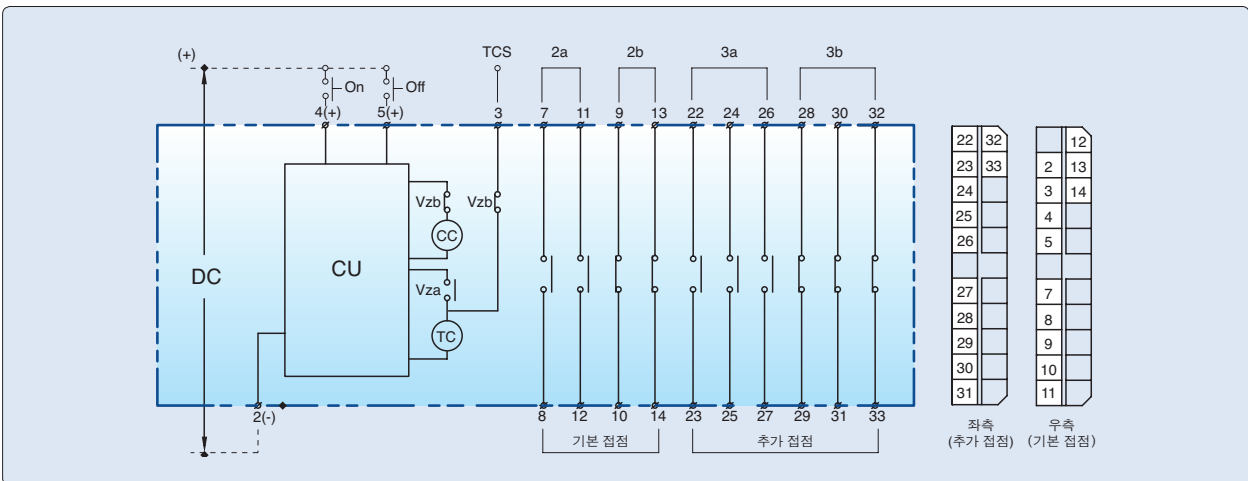 (+) TCS 2a 2b 3a 3b
On Off
4(+) 5(+) 3 7 11 9 13 22 24 26 28 30 32
Vzb Vzb
CC
DC CU
Vza
TC
2(-) 8 12 10 14 23 25 27 29 31 33
기본 접점 추가 접점
22 32
23 33
24
25
26
27
28
29
30
31
좌측
(추가 접점)
12
2 13
3 14
4
5
7
8
9
10
11
우측
(기본 접점)